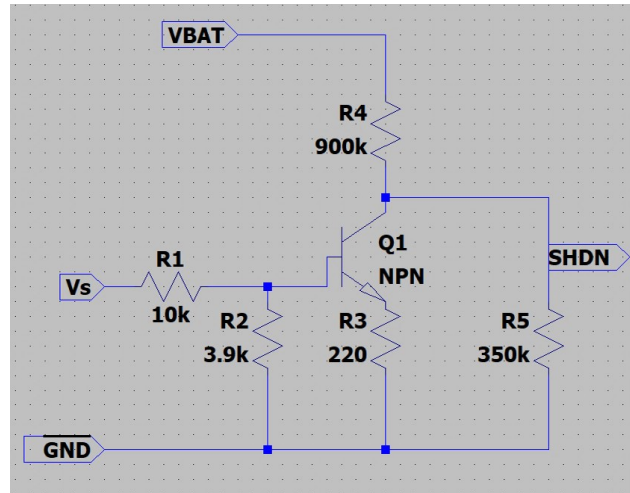 VBAT
R4
900k
Q1
NPN
SHDN
R1
10k
Vs
R2
3.9k
R3
220
R5
350k
GND